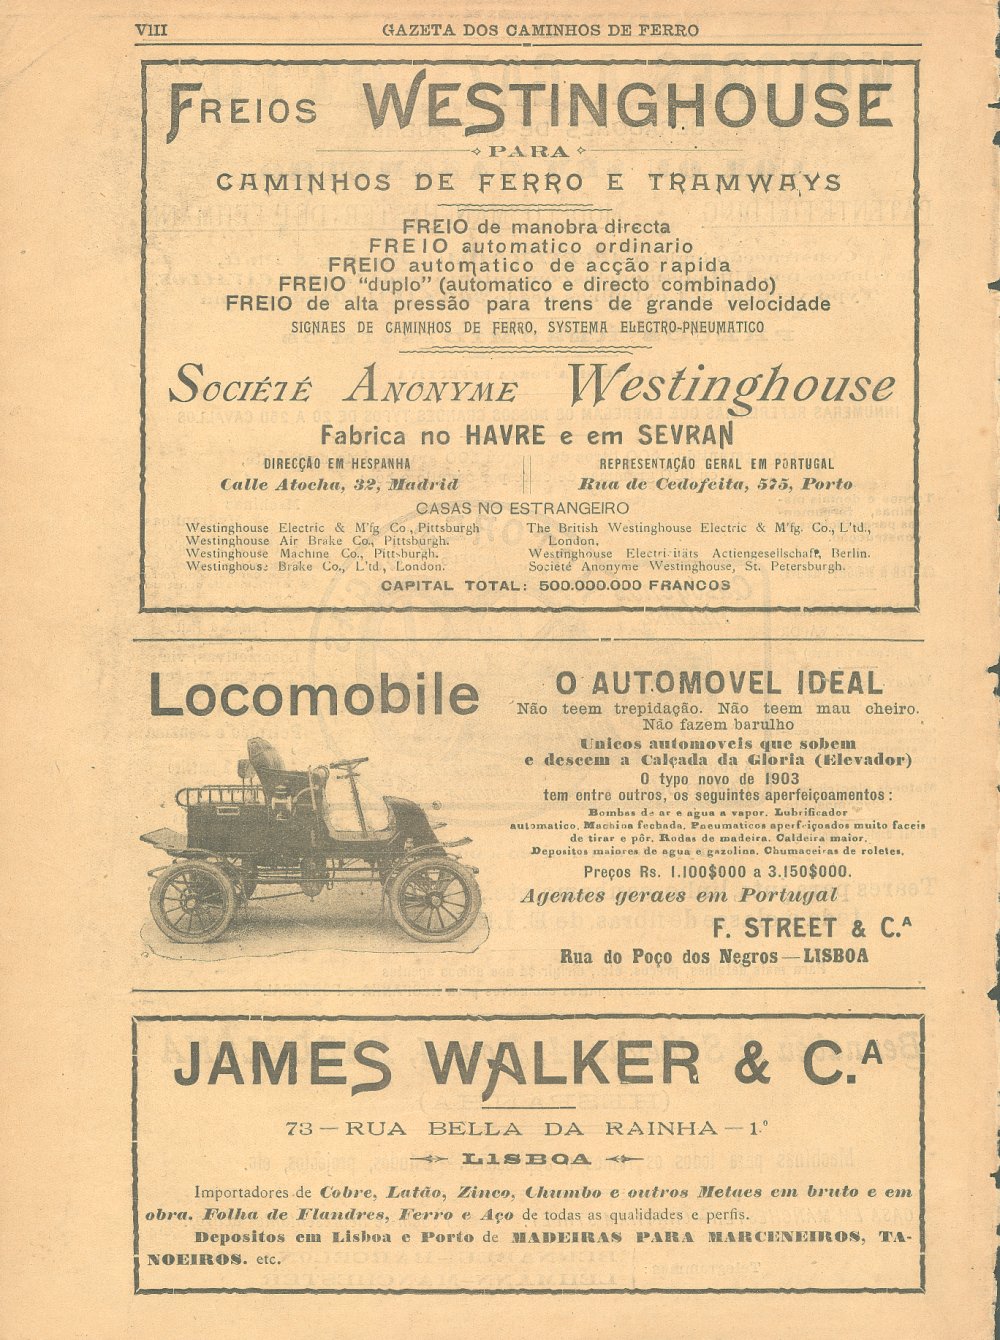 VIII GAZETA DOS CAMINHOS DE FERRO
FREIOS WESTINGHOUSE
PARA
CAMINHOS DE FERRO E TRAMWAYS
FREIO de manobra directa
FREIO automatico ordinario
FREIO automatico de acção rapida
FREIO “duplo” (automatico e directo combinado)
FREIO de alta pressão para trens de grande velocidade
SIGNAES DE CAMINHOS DE FERRO, SYSTEMA ELECTRO-PNEUMATICO
SOCIÉTÉ ANONYME Westinghouse
Fabrica no HAVRE e em SEVRAN
DIRECÇÃO EM HESPANHA
Calle Atocha, 32, Madrid
REPRESENTAÇÃO GERAL EM PORTUGAL
Rua de Cedofeita, 575, Porto
CASAS NO ESTRANGEIRO
Westinghouse Electric & M'fg Co, Pittsburgh
Westinghouse Air Brake Co., Pittsburgh.
Westinghouse Machine Co., Pittsburgh.
Westinghouse Brake Co., L'td, London.
The British Westinghouse Electric & M'fg. Co., L'td.,
London.
Westinghouse Electricitäts Actiengesellschaft, Berlin.
Societé Anonyme Westinghouse, St. Petersburgh.
CAPITAL TOTAL: 500.000.000 FRANCOS
Locomobile
O AUTOMOVEL IDEAL
Não teem trepidação. Não teem mau cheiro.
Não fazem barulho
Unicos automoveis que sobem
e descem a Calçada da Gloria (Elevador)
O typo novo de 1903
tem entre outros, os seguintes aperfeiçoamentos:
Bombas de ar e agua a vapor. Lubrificador
automatico. Machina fechada. Pneumaticos aperfeiçoados muito faceis
de tirar e pôr. Rodas de madeira. Caldeira maior.
Depositos maiores de agua e gazolina. Chumaceiras de roletes.
Preços Rs. 1.100$000 a 3.150$000.
Agentes geraes em Portugal
F. STREET & C.ª
Rua do Poço dos Negros—LISBOA
JAMES WALKER & C.ª
73 — RUA BELLA DA RAINHA — 1.º
LISBOA
Importadores de Cobre, Latão, Zinco, Chumbo e outros Metaes em bruto e em
obra. Folha de Flandres, Ferro e Aço de todas as qualidades e perfis.
Depositos em Lisboa e Porto de MADEIRAS PARA MARCENEIROS, TA-
NOEIROS. etc.